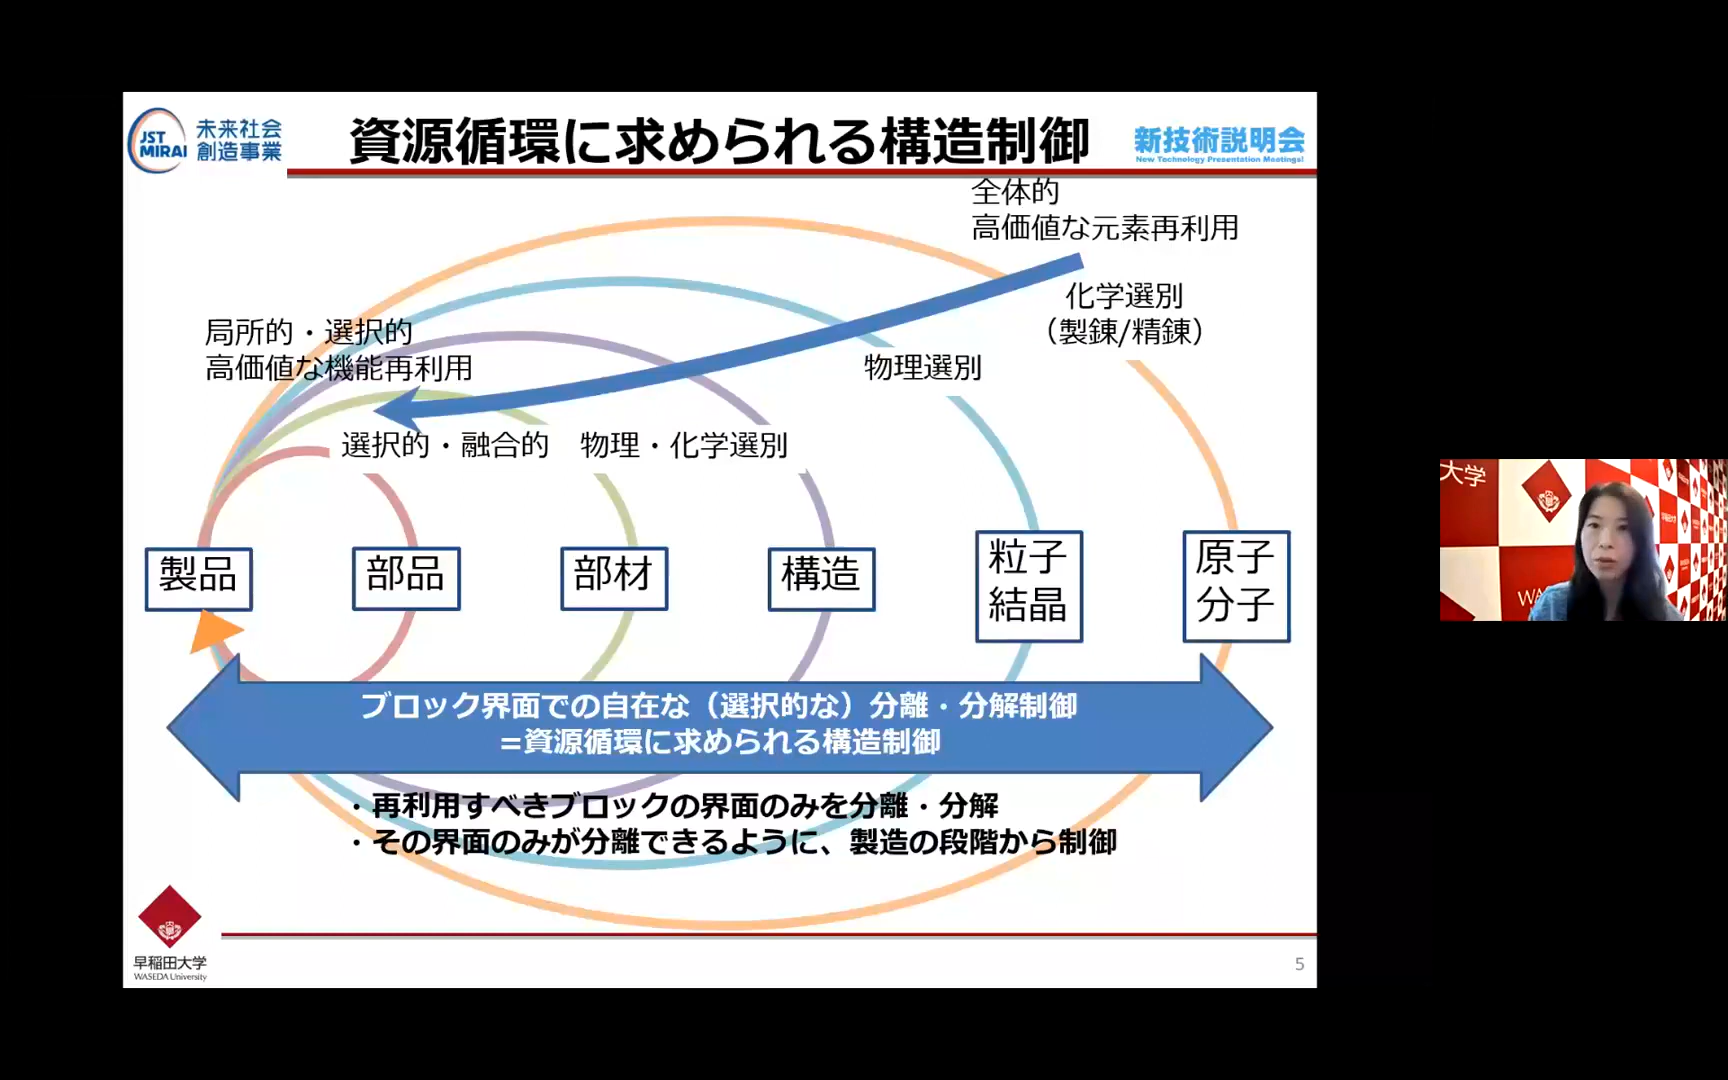 JST
MIRAI
未来社会
創造事業
資源循環に求められる構造制御
新技術説明会
New Technology Presentation Meetings!
全体的
高価値な元素再利用
化学選別
（製錬/精錬）
物理選別
局所的・選択的
高価値な機能再利用
選択的・融合的 物理・化学選別
製品
部品
部材
構造
粒子
結晶
原子
分子
ブロック界面での自在な（選択的な）分離・分解制御
=資源循環に求められる構造制御
・再利用すべきブロックの界面のみを分離・分解
・その界面のみが分離できるように、製造の段階から制御
早稲田大学
WASEDA University
5
大学
WA